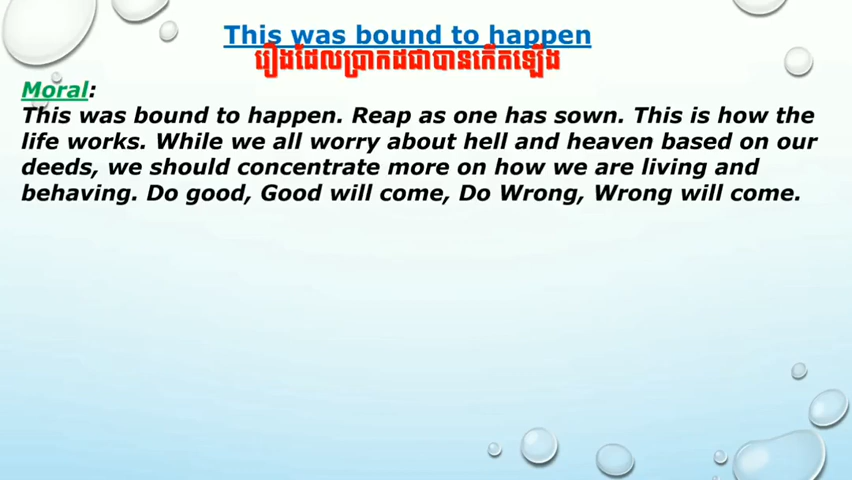 This was bound to happen
រឿងដែលប្រាកដជាបានកើតឡើង
Moral:
This was bound to happen. Reap as one has sown. This is how the
life works. While we all worry about hell and heaven based on our
deeds, we should concentrate more on how we are living and
behaving. Do good, Good will come, Do Wrong, Wrong will come.